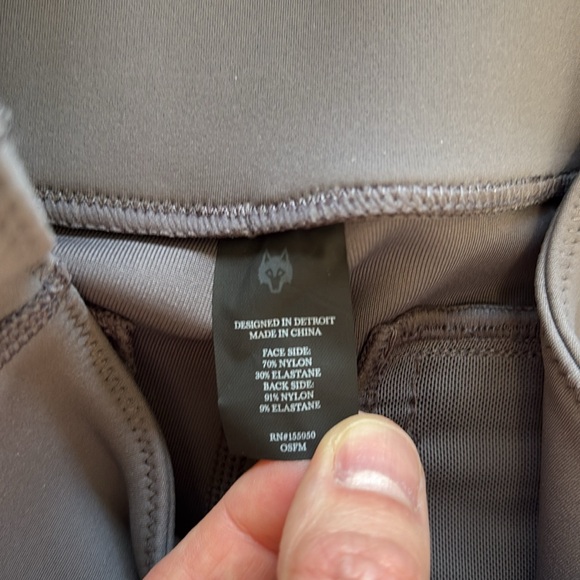 DESIGNED IN DETROIT
MADE IN CHINA
FACE SIDE:
70% NYLON
30% ELASTANE
BACK SIDE:
91% NYLON
9% ELASTANE
RN#155950
OSFM